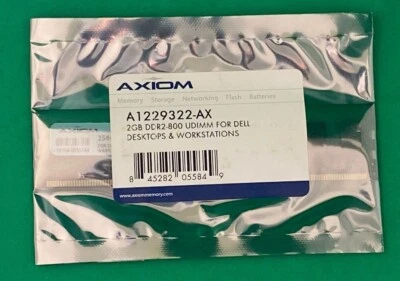 AXIOM
Memory Storage Networking Flash Batteries
A1229322-AX
2GB DDR2-800 UDIMM FOR DELL
DESKTOPS & WORKSTATIONS
8 45282 05584 9
www.axiommemory.com